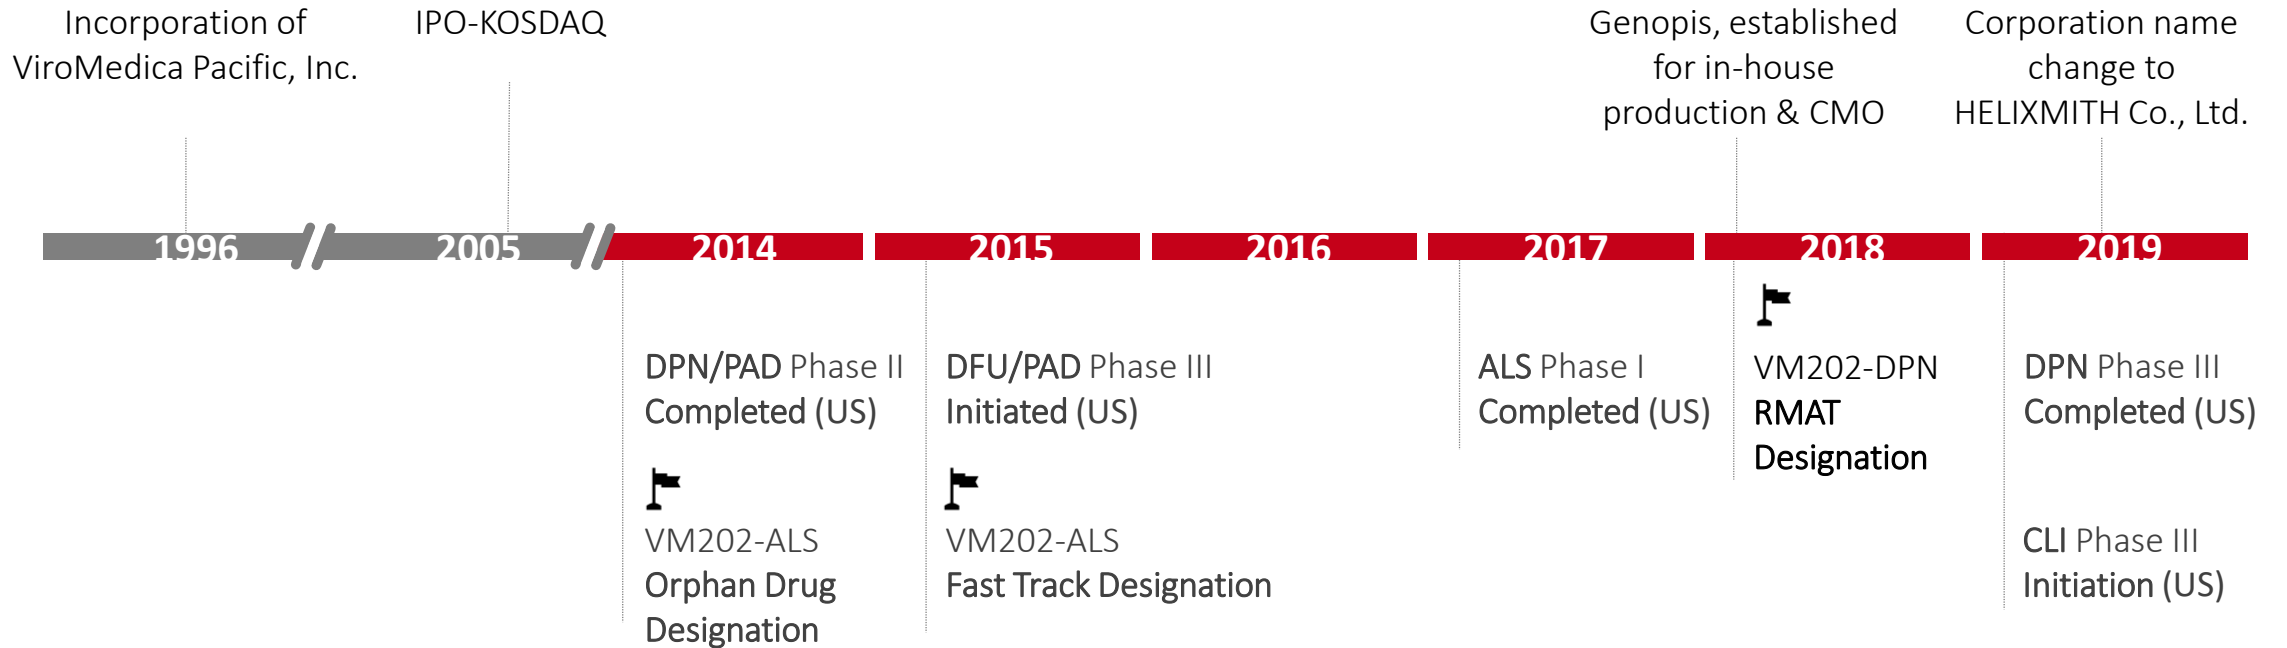 Incorporation of
ViroMedica Pacific, Inc.
IPO-KOSDAQ
Genopis, established
for in-house
production & CMO
Corporation name
change to
HELIXMITH Co., Ltd.
1996
2005
2014
2015
2016
2017
2018
2019
DPN/PAD Phase II
Completed (US)
VM202-ALS
Orphan Drug
Designation
DFU/PAD Phase III
Initiated (US)
VM202-ALS
Fast Track Designation
ALS Phase I
Completed (US)
VM202-DPN
RMAT
Designation
DPN Phase III
Completed (US)
CLI Phase III
Initiation (US)